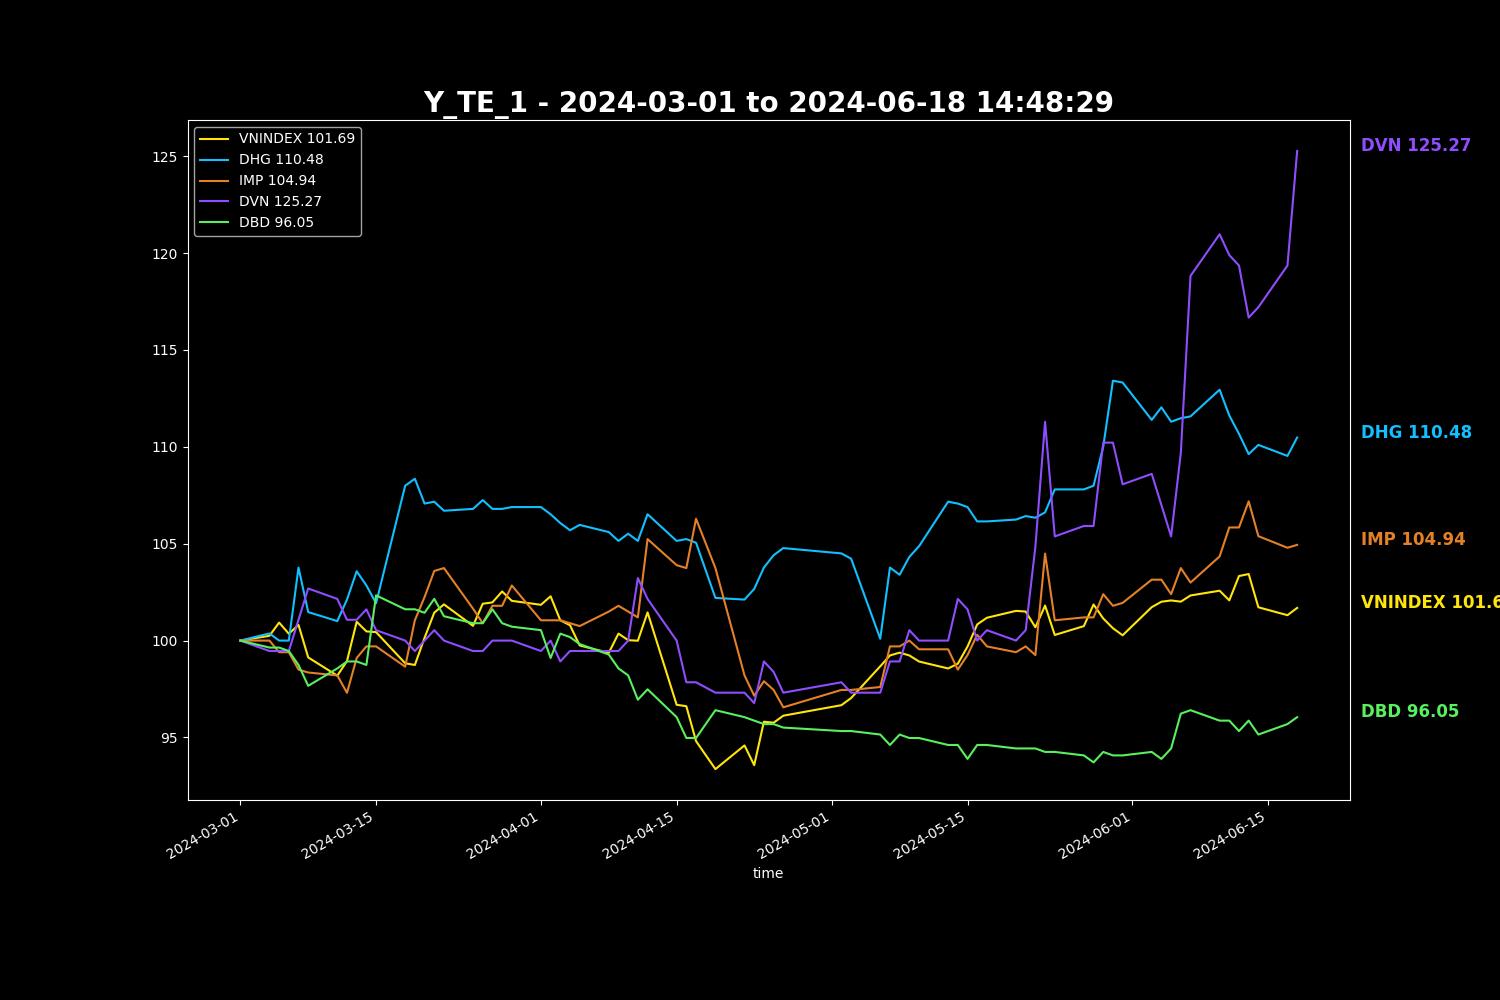 Y_TE_1 - 2024-03-01 to 2024-06-18 14:48:29
VNINDEX 101.69
DHG 110.48
IMP 104.94
DVN 125.27
DBD 96.05
125
120
115
110
105
100
95
DVN 125.27
DHG 110.48
IMP 104.94
VNINDEX 101.6
DBD 96.05
2024-03-01
2024-03-15
2024-04-01
2024-04-15
2024-05-01
2024-05-15
2024-06-01
2024-06-15
time